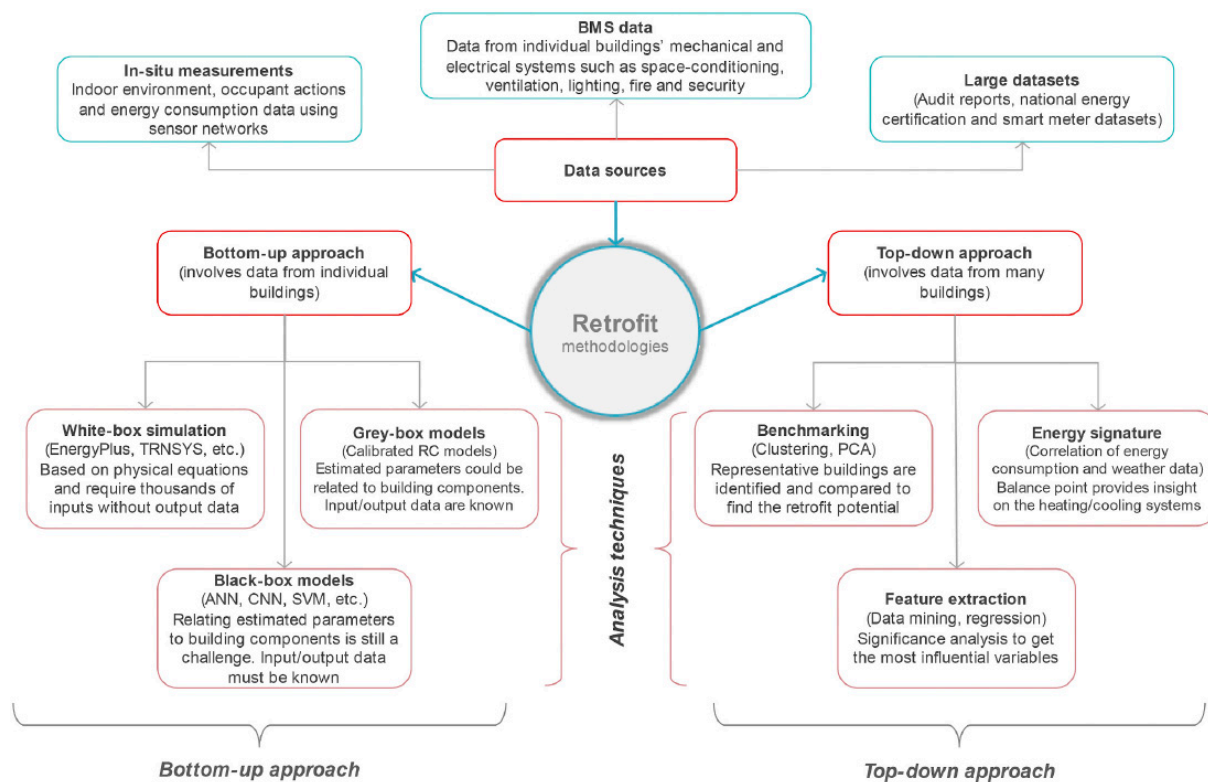 BMS data
Data from individual buildings' mechanical and
electrical systems such as space-conditioning,
ventilation, lighting, fire and security
In-situ measurements
Indoor environment, occupant actions
and energy consumption data using
sensor networks
Large datasets
(Audit reports, national energy
certification and smart meter datasets)
Data sources
Bottom-up approach
(involves data from individual
buildings)
Top-down approach
(involves data from many
buildings)
Retrofit
methodologies
White-box simulation
(EnergyPlus, TRNSYS, etc.)
Based on physical equations
and require thousands of
inputs without output data
Grey-box models
(Calibrated RC models)
Estimated parameters could be
related to building components.
Input/output data are known
Black-box models
(ANN, CNN, SVM, etc.)
Relating estimated parameters
to building components is still a
challenge. Input/output data
must be known
Analysis techniques
Benchmarking
(Clustering, PCA)
Representative buildings are
identified and compared to
find the retrofit potential
Energy signature
(Correlation of energy
consumption and weather data)
Balance point provides insight
on the heating/cooling systems
Feature extraction
(Data mining, regression)
Significance analysis to get
the most influential variables
Bottom-up approach
Top-down approach